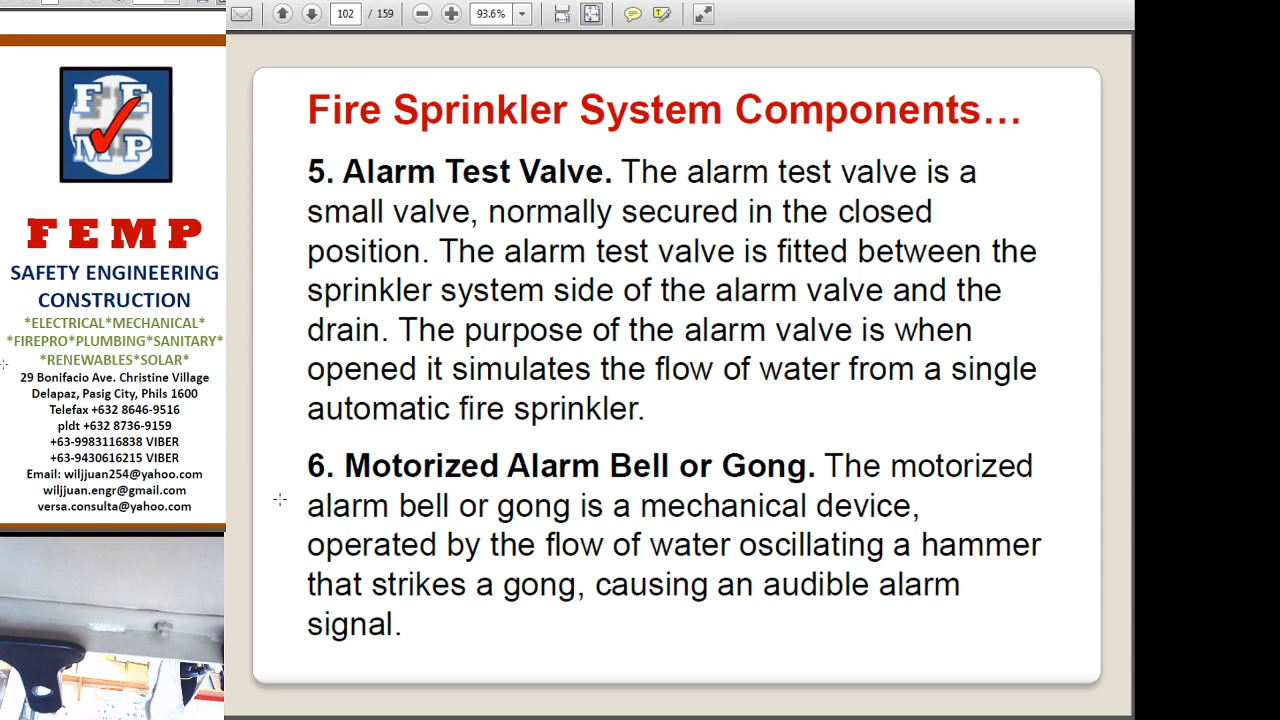 102 / 159
93.6%
F E
M P
FEMP
SAFETY ENGINEERING
CONSTRUCTION
*ELECTRICAL*MECHANICAL*
*FIREPRO*PLUMBING*SANITARY*
*RENEWABLES*SOLAR*
29 Bonifacio Ave. Christine Village
Delapaz, Pasig City, Phils 1600
Telefax +632 8646-9516
pldt +632 8736-9159
+63-9983116838 VIBER
+63-9430616215 VIBER
Email: wiljjuan254@yahoo.com
wiljjuan.engr@gmail.com
versa.consulta@yahoo.com
Fire Sprinkler System Components…
5. Alarm Test Valve. The alarm test valve is a
small valve, normally secured in the closed
position. The alarm test valve is fitted between the
sprinkler system side of the alarm valve and the
drain. The purpose of the alarm valve is when
opened it simulates the flow of water from a single
automatic fire sprinkler.
6. Motorized Alarm Bell or Gong. The motorized
alarm bell or gong is a mechanical device,
operated by the flow of water oscillating a hammer
that strikes a gong, causing an audible alarm
signal.